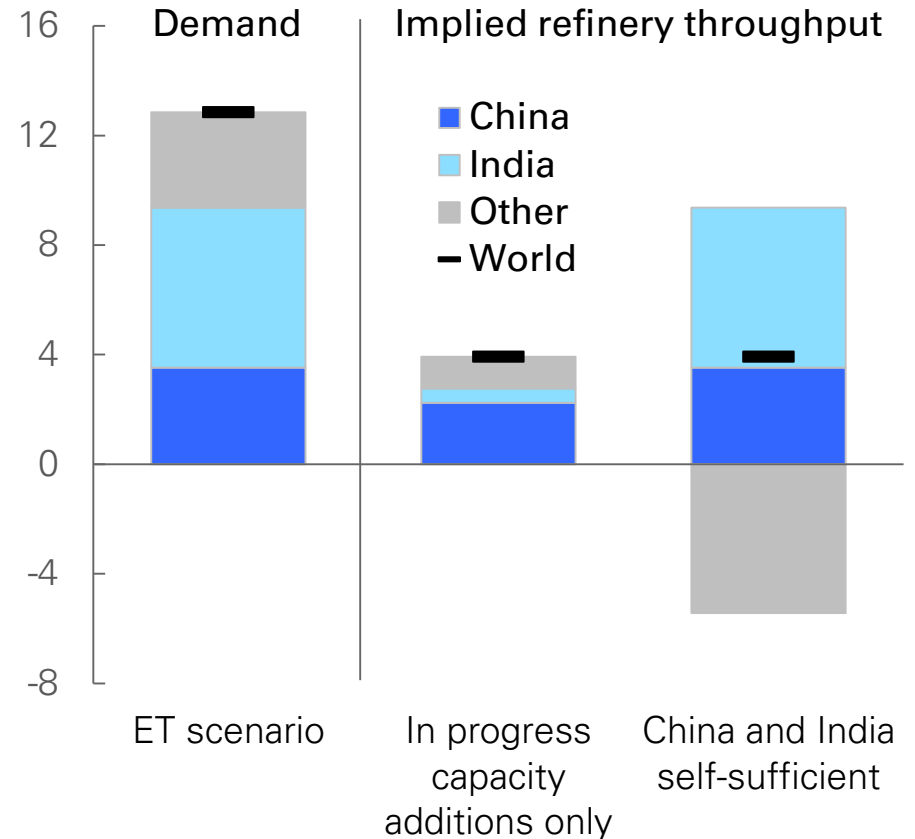 Demand
Implied refinery throughput
16
12
8
4
0
-4
-8
China
India
Other
World
ET scenario
In progress
capacity
additions only
China and India
self-sufficient